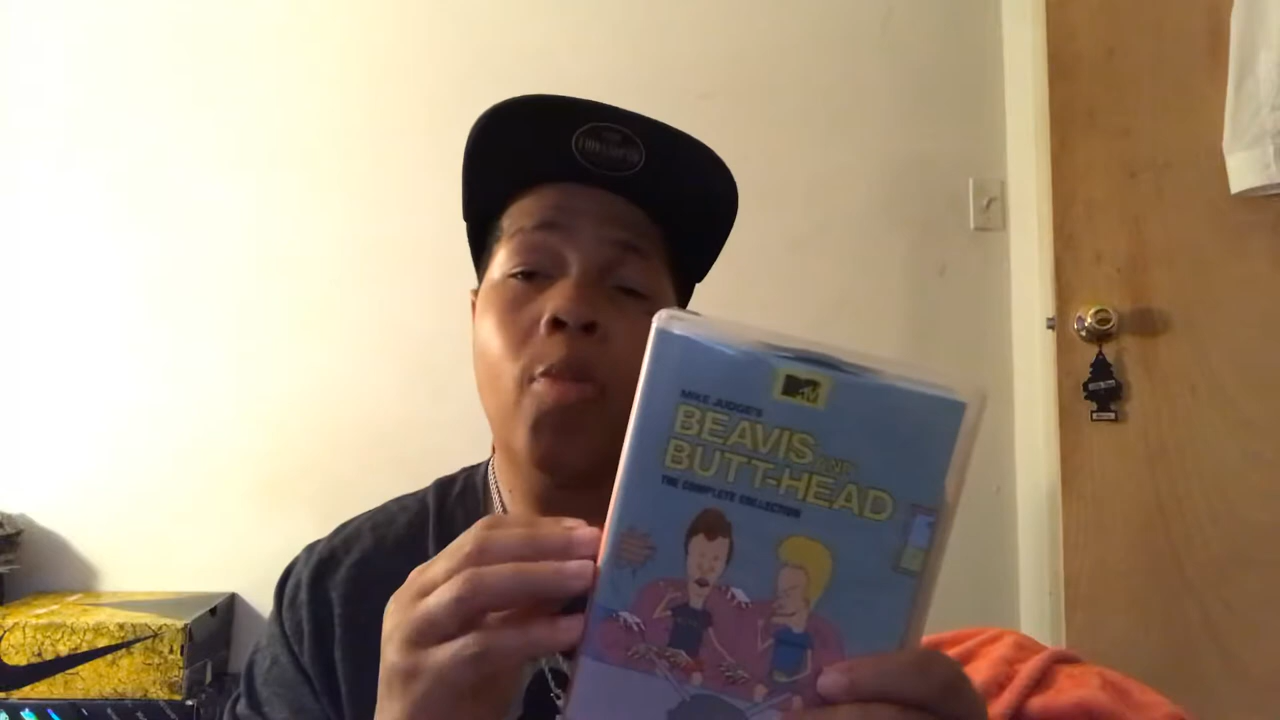 MTV
MIKE JUDGE'S
BEAVIS AND
BUTT-HEAD
THE COMPLETE COLLECTION